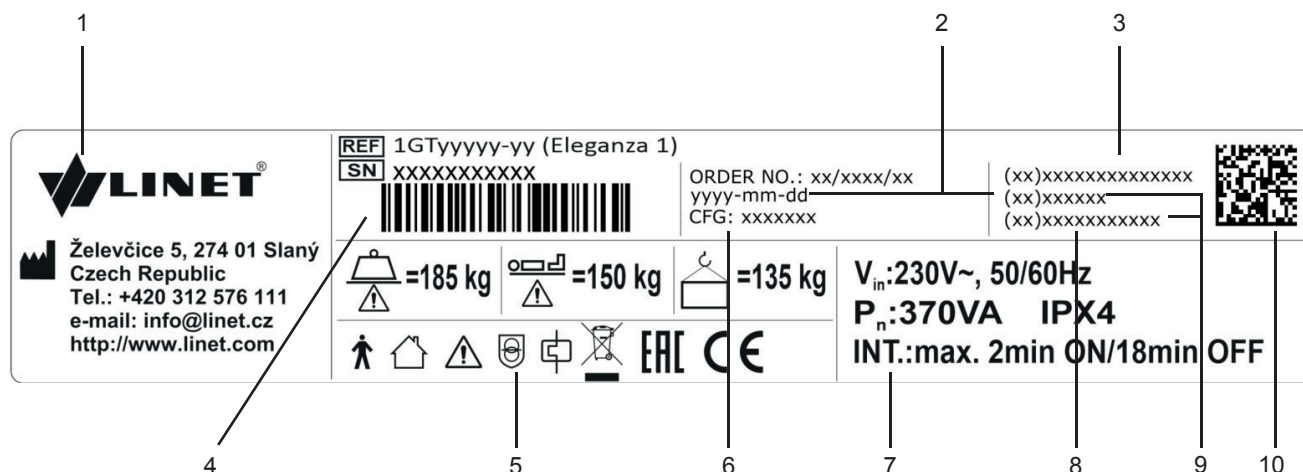 1
2
3
LINET®
Želevčice 5, 274 01 Slaný
Czech Republic
Tel.: +420 312 576 111
e-mail: info@linet.cz
http://www.linet.com
REF 1GTyyyyy-yy (Eleganza 1)
SN xxxxxxxxxxx
ORDER NO.: xx/xxxx/xx
yyyy-mm-dd
CFG: xxxxxxx
(xx)xxxxxxxxxxxxxx
(xx)xxxxxx
(xx)xxxxxxxxxxx
=185 kg
=150 kg
=135 kg
EAC CE
Vin:230V~, 50/60Hz
Pn:370VA IPX4
INT.:max. 2min ON/18min OFF
4
5
6
7
8
9
10